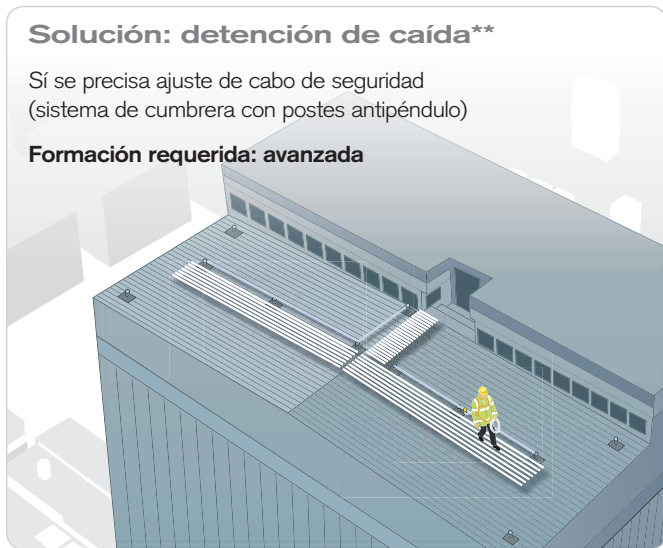 Solución: detención de caída**
Sí se precisa ajuste de cabo de seguridad
(sistema de cumbrera con postes antipéndulo)
Formación requerida: avanzada